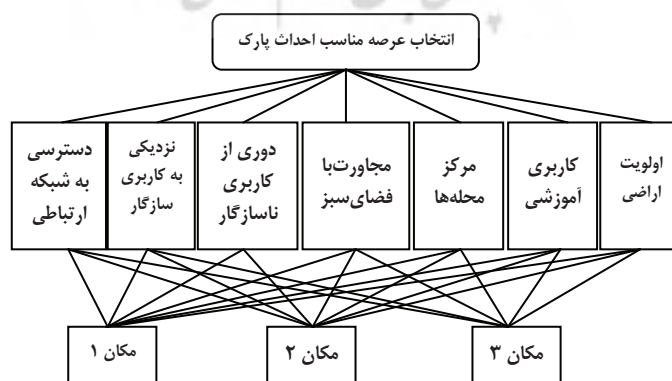 انتخاب عرصه مناسب احداث پارک
اولویت
اراضی
کاربری
آموزشی
مرکز
محله‌ها
مجاورت‌با
فضای‌سبز
دوری از
کاربری
ناسازگار
نزدیکی
به کاربری
سازگار
دسترسی
به شبکه
ارتباطی
مکان ۳
مکان ۲
مکان ۱